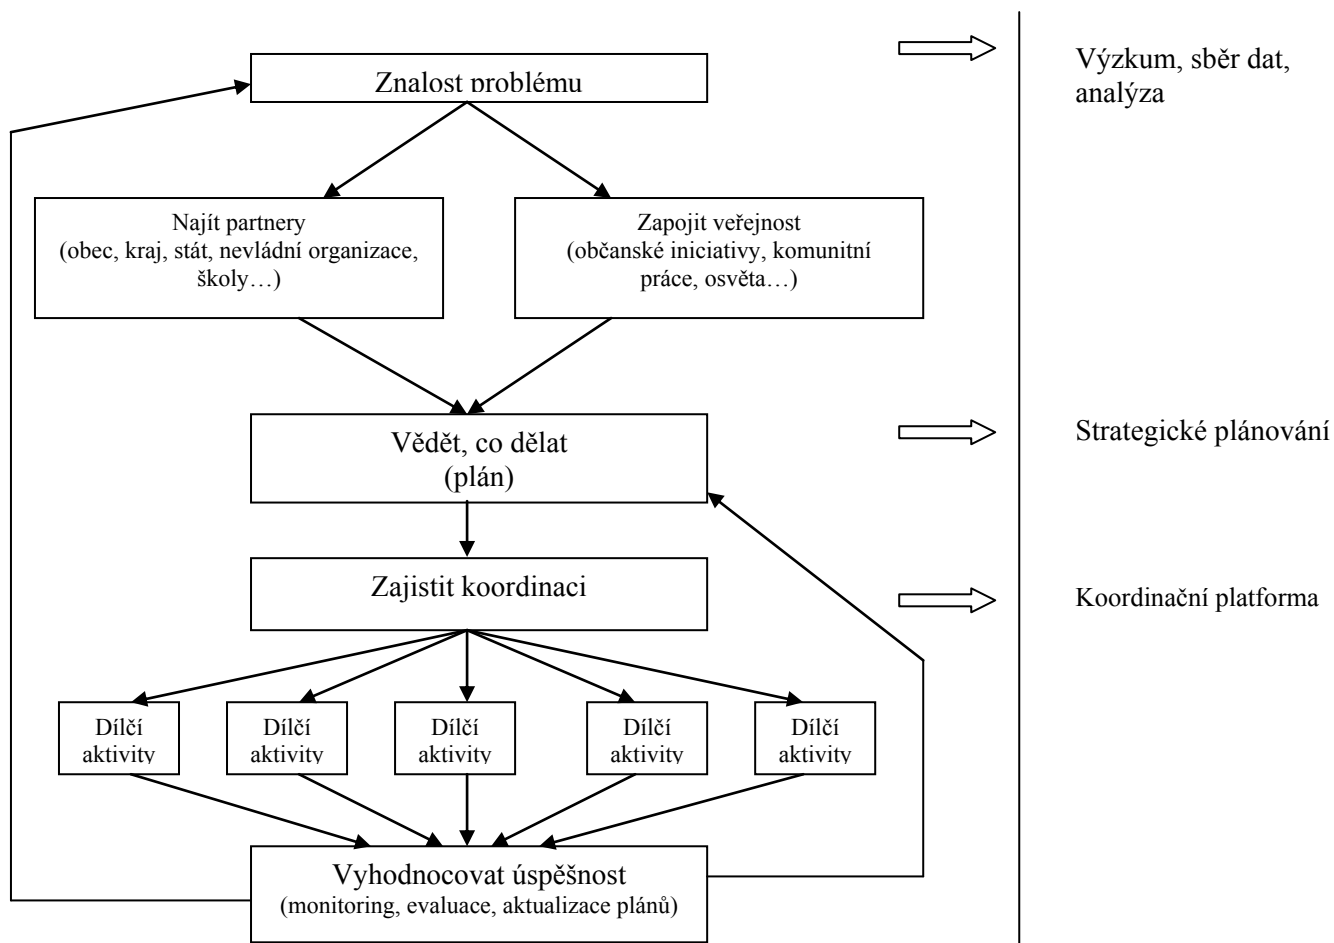 Znalost problému
Výzkum, sběr dat,
analýza
Najít partnery
(obec, kraj, stát, nevládní organizace,
školy…)
Zapojit veřejnost
(občanské iniciativy, komunitní
práce, osvěta…)
Vědět, co dělat
(plán)
Strategické plánování
Zajistit koordinaci
Koordinační platforma
Dílčí
aktivity
Dílčí
aktivity
Dílčí
aktivity
Dílčí
aktivity
Dílčí
aktivity
Vyhodnocovat úspěšnost
(monitoring, evaluace, aktualizace plánů)